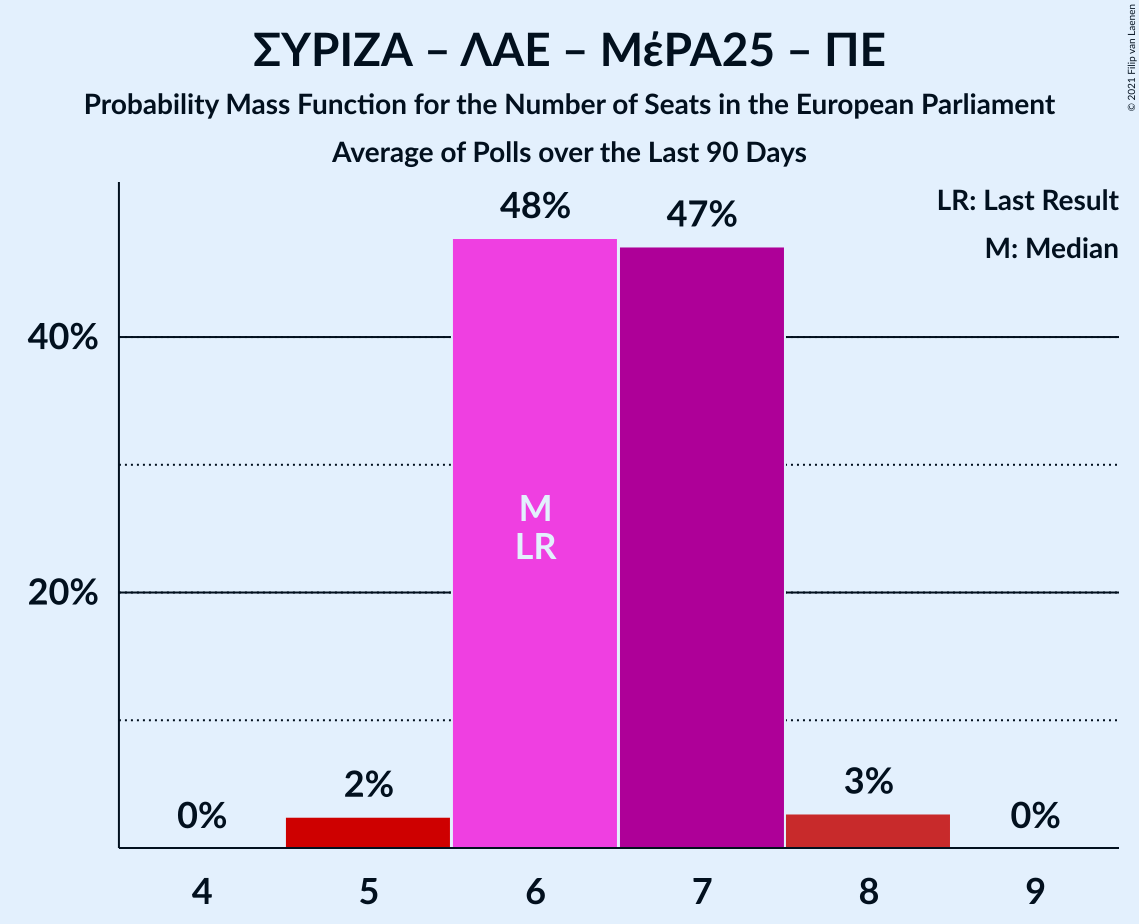 ΣΥΡΙΖΑ – ΛΑΕ – ΜέΡΑ25 – ΠΕ
Probability Mass Function for the Number of Seats in the European Parliament
Average of Polls over the Last 90 Days
© 2021 Filip van Laenen
LR: Last Result
M: Median
48%
47%
40%
M
LR
20%
0%
2%
3%
0%
4
5
6
7
8
9